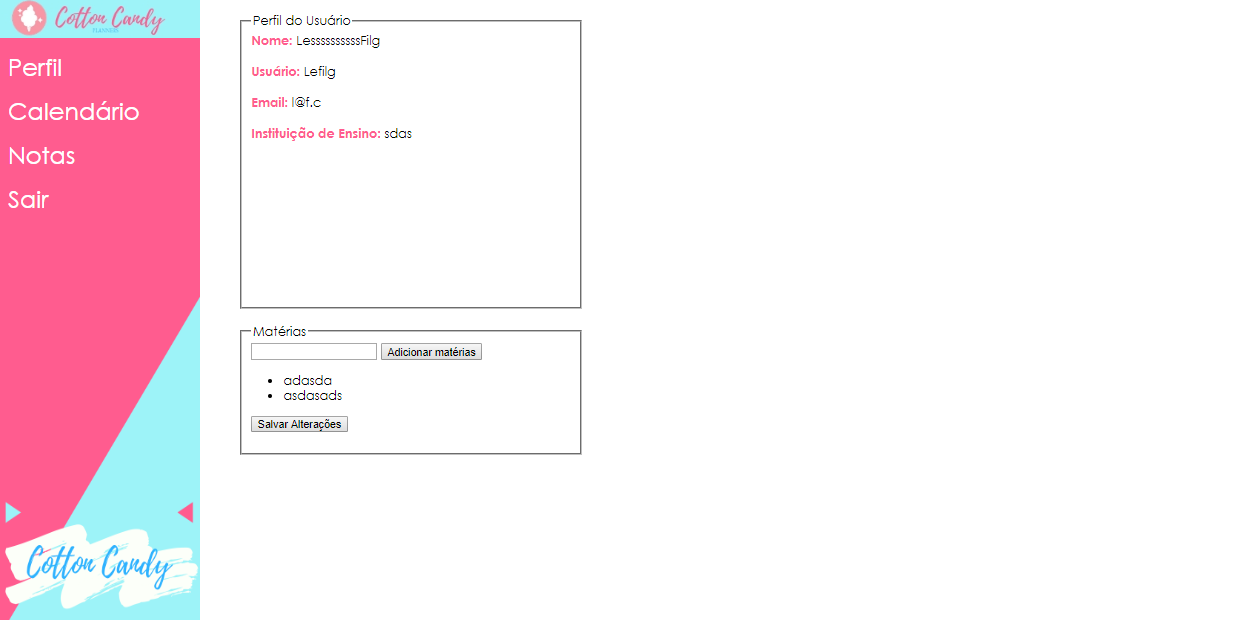 Cotton Candy
PLANNERS
Perfil
Calendário
Notas
Sair
Cotton Candy
Perfil do Usuário
Nome: LessssssssssFilg
Usuário: Lefilg
Email: l@f.c
Instituição de Ensino: sdas
Matérias
Adicionar matérias
adasda
asdasads
Salvar Alterações